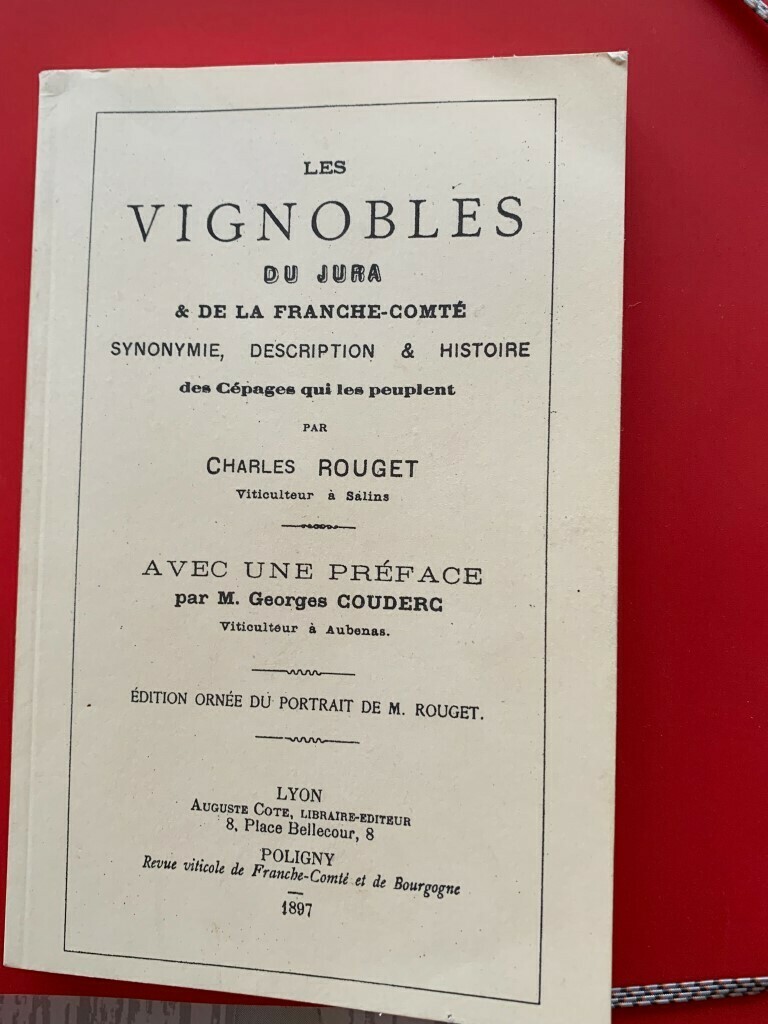 LES
VIGNOBLES
DU JURA
& DE LA FRANCHE-COMTÉ
SYNONYMIE, DESCRIPTION & HISTOIRE
des Cépages qui les peuplent
PAR
CHARLES ROUGET
Viticulteur à Salins
AVEC UNE PRÉFACE
par M. Georges COUDERC
Viticulteur à Aubenas.
ÉDITION ORNÉE DU PORTRAIT DE M. ROUGET.
LYON
AUGUSTE COTE, LIBRAIRE-EDITEUR
8, Place Bellecour, 8
POLIGNY
Revue viticole de Franche-Comté et de Bourgogne
1897